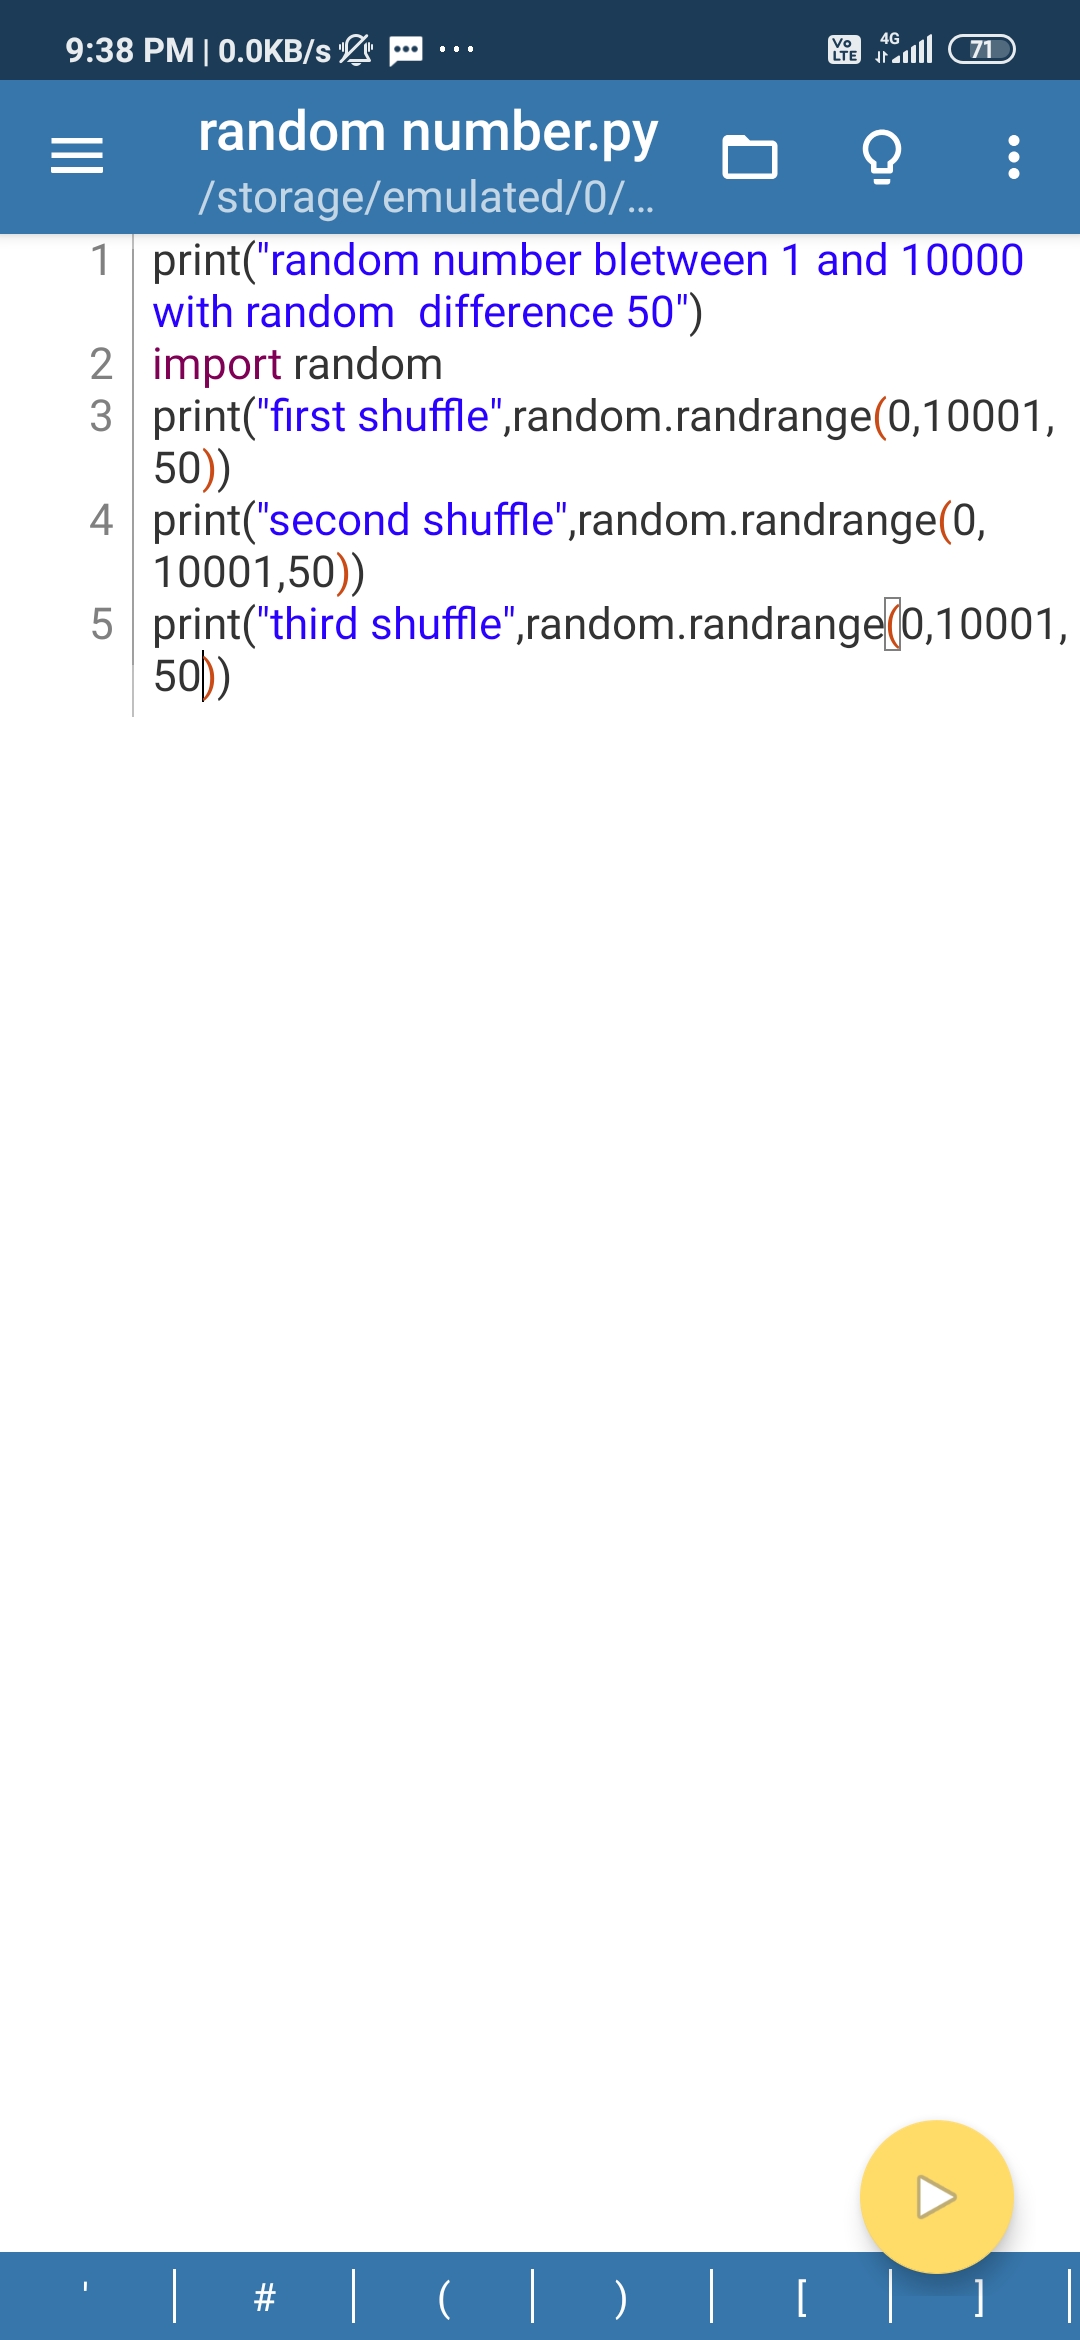 9:38 PM | 0.0KB/s ...
Vo LTE 4G 71
random number.py
/storage/emulated/0/...
1 print("random number bletween 1 and 10000
with random  difference 50")
2 import random
3 print("first shuffle",random.randrange(0,10001,
50))
4 print("second shuffle",random.randrange(0,
10001,50))
5 print("third shuffle",random.randrange(0,10001,
50))
' | # | ( | ) | [ | ] |